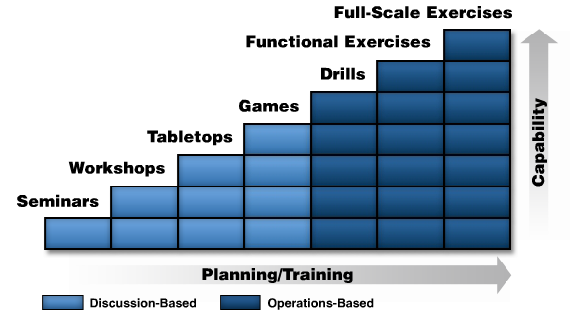 Full-Scale Exercises
Functional Exercises
Drills
Games
Tabletops
Workshops
Seminars
Capability
Planning/Training
Discussion-Based
Operations-Based